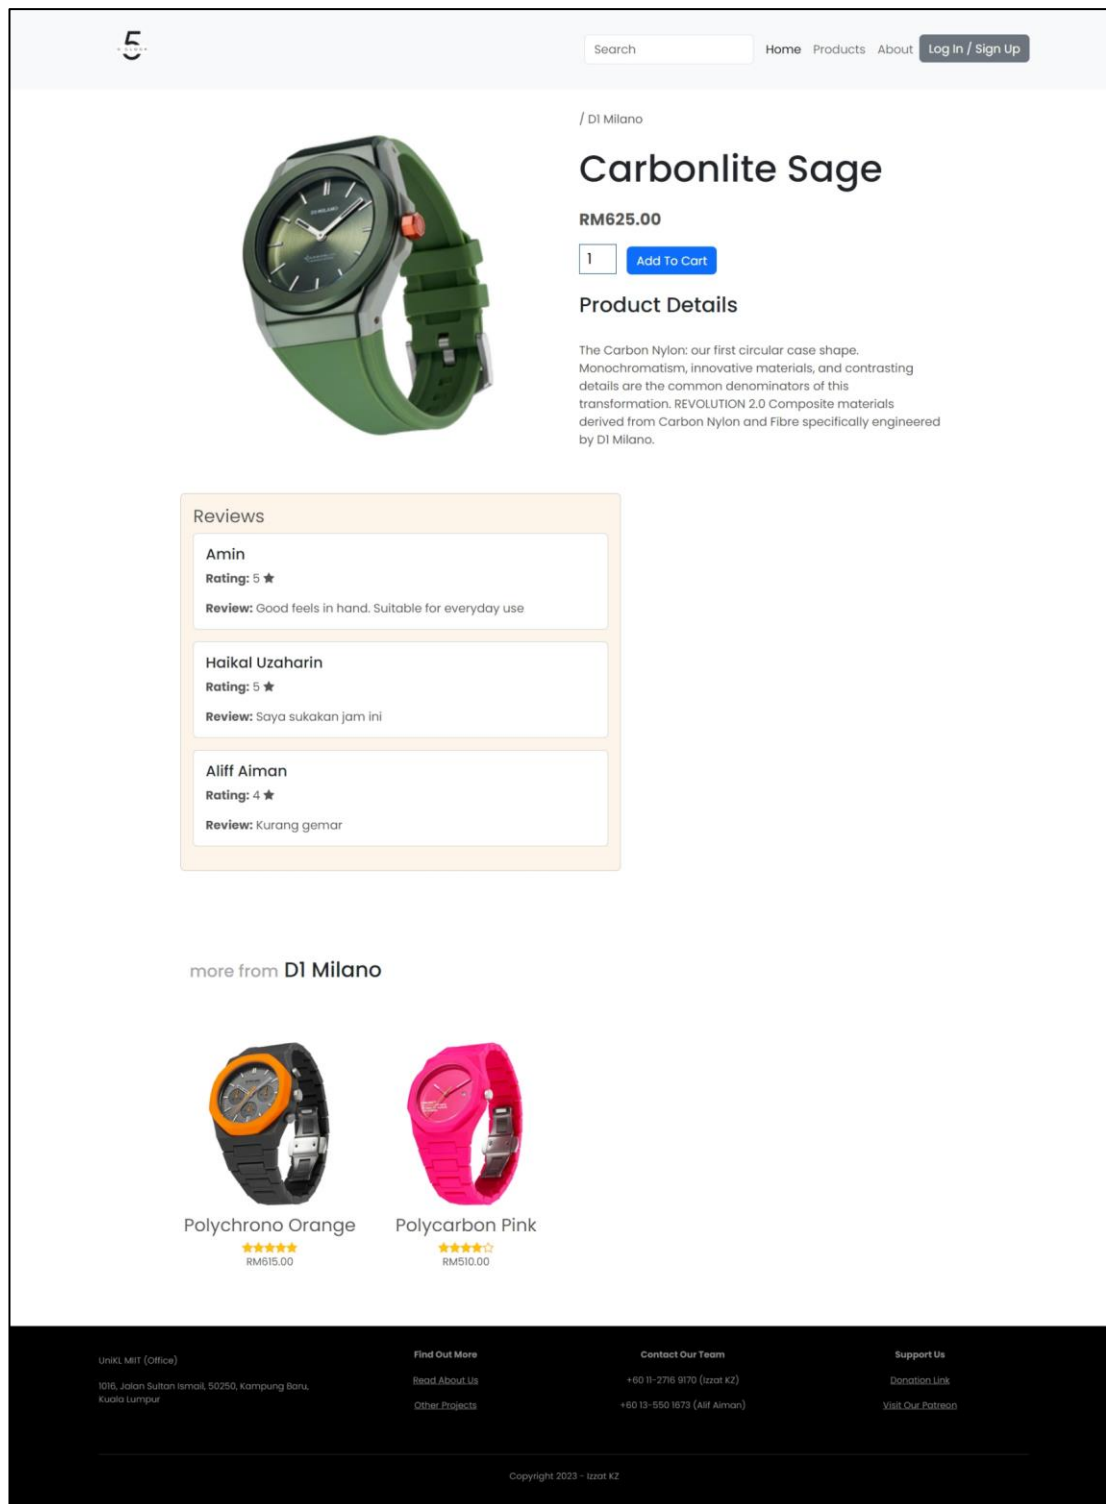 5
Search
Home Products About Log In / Sign Up
/ D1 Milano
Carbonlite Sage
RM625.00
1 Add To Cart
Product Details
The Carbon Nylon: our first circular case shape.
Monochromatism, innovative materials, and contrasting
details are the common denominators of this
transformation. REVOLUTION 2.0 Composite materials
derived from Carbon Nylon and Fibre specifically engineered
by D1 Milano.
D1 MILANO
Reviews
Amin
Rating: 5 ★
Review: Good feels in hand. Suitable for everyday use
Haikal Uzaharin
Rating: 5 ★
Review: Saya sukakan jam ini
Aliff Aiman
Rating: 4 ★
Review: Kurang gemar
more from D1 Milano
Polychrono Orange
★★★★★
RM615.00
Polycarbon Pink
★★★★☆
RM510.00
UniKL MIIT (Office)
1016, Jalan Sultan Ismail, 50250, Kampung Baru,
Kuala Lumpur
Find Out More
Read About Us
Other Projects
Contact Our Team
+60 11-2716 9170 (Izzat KZ)
+60 13-550 1673 (Alif Aiman)
Support Us
Donation Link
Visit Our Patreon
Copyright 2023 - Izzat KZ